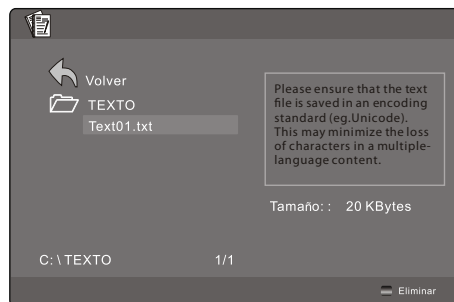 Volver
TEXTO
Text01.txt
Please ensure that the text
file is saved in an encoding
standard (eg.Unicode).
This may minimize the loss
of characters in a multiple-
language content.
Tamaño: : 20 KBytes
C: \ TEXTO 1/1
Eliminar